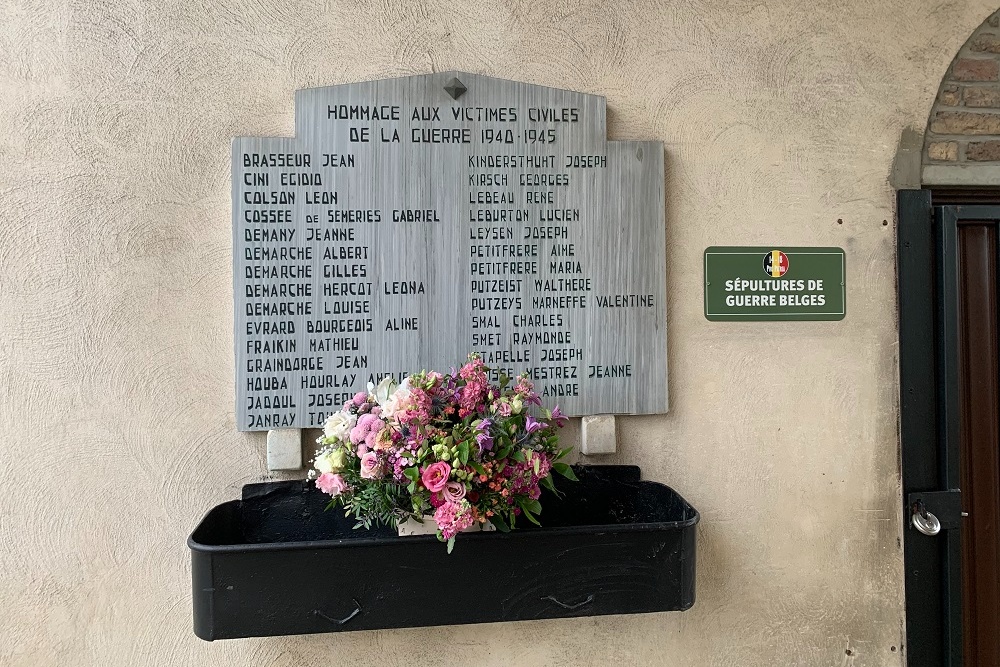 HOMMAGE AUX VICTIMES CIVILES
DE LA GUERRE 1940-1945
BRASSEUR JEAN
CINI EGIDIO
COLSON LEON
COSSEE DE SEMERIES GABRIEL
DEMANY JEANNE
DEMARCHE ALBERT
DEMARCHE GILLES
DEMARCHE HERCOT LEONA
DEMARCHE LOUISE
EVRARD BOURGEOIS ALINE
FRAIKIN MATHIEU
GRAINDORGE JEAN
HOUBA HOURLAY
JADOUL JOSEPH
JANRAY
KINDERSTHUHT JOSEPH
KIRSCH GEORGES
LEBEAU RENE
LEBURTON LUCIEN
LEYSEN JOSEPH
PETITFRERE AIME
PETITFRERE MARIA
PUTZEIST WALTHERE
PUTZEYS MARNEFFE VALENTINE
SMAL CHARLES
SMET RAYMONDE
STAPELLE JOSEPH
MESTREZ JEANNE
ANDRE
SÉPULTURES DE
GUERRE BELGES